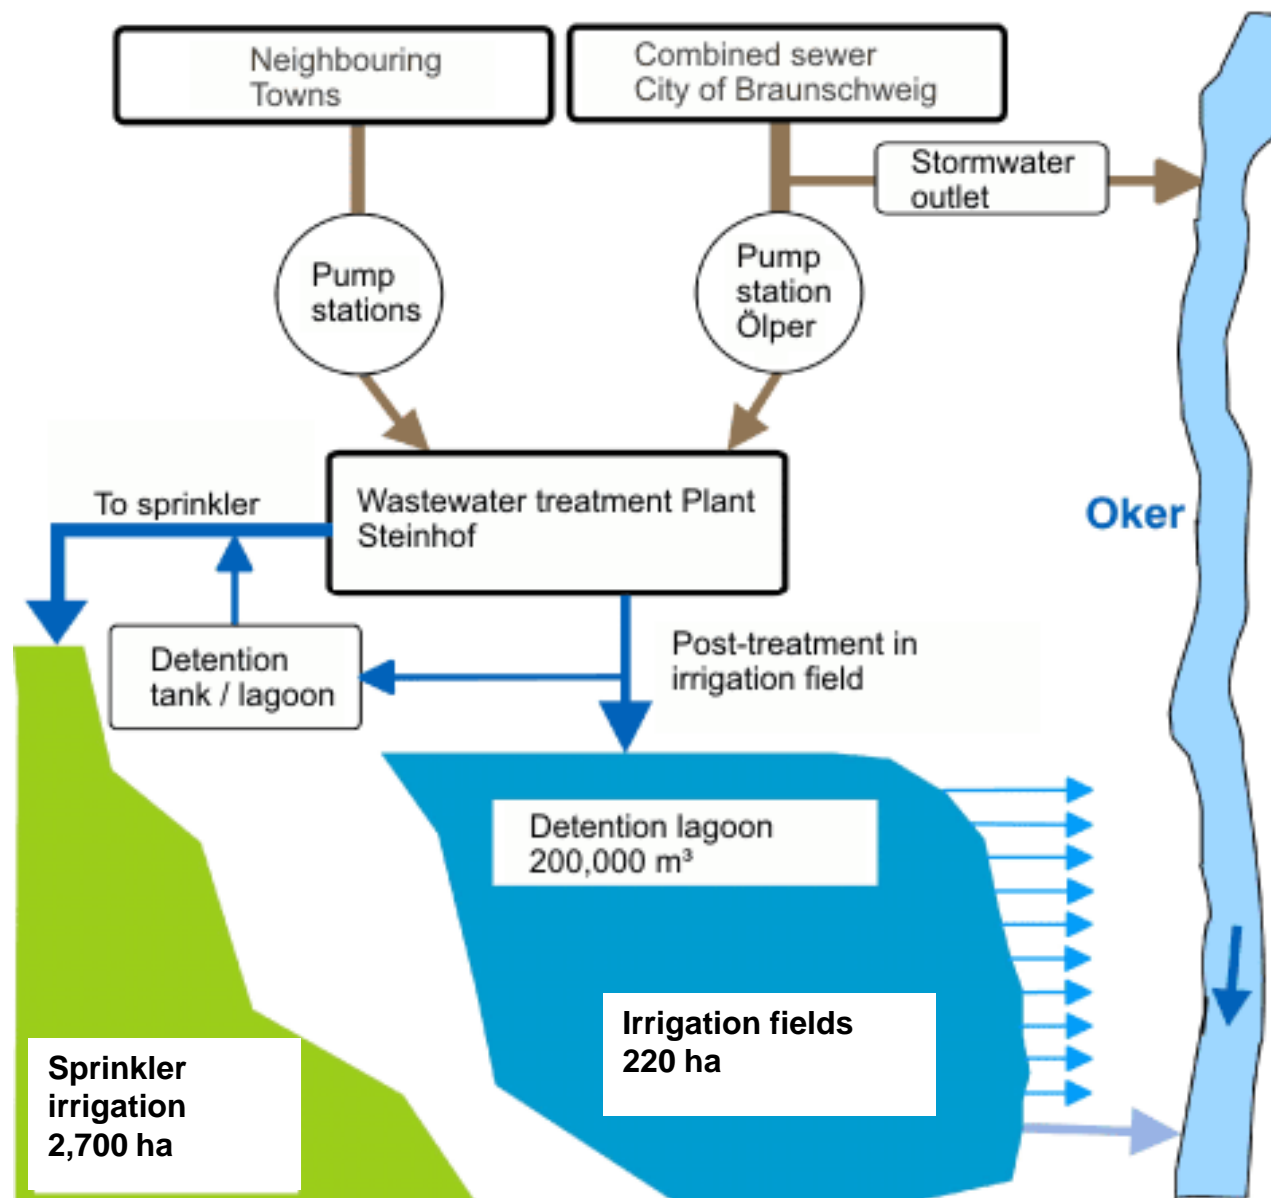 Neighbouring
Towns
Combined sewer
City of Braunschweig
Stormwater
outlet
Pump
stations
Pump
station
Ölper
To sprinkler
Wastewater treatment Plant
Steinhof
Oker
Detention
tank / lagoon
Post-treatment in
irrigation field
Detention lagoon
200,000 m³
Irrigation fields
220 ha
Sprinkler
irrigation
2,700 ha